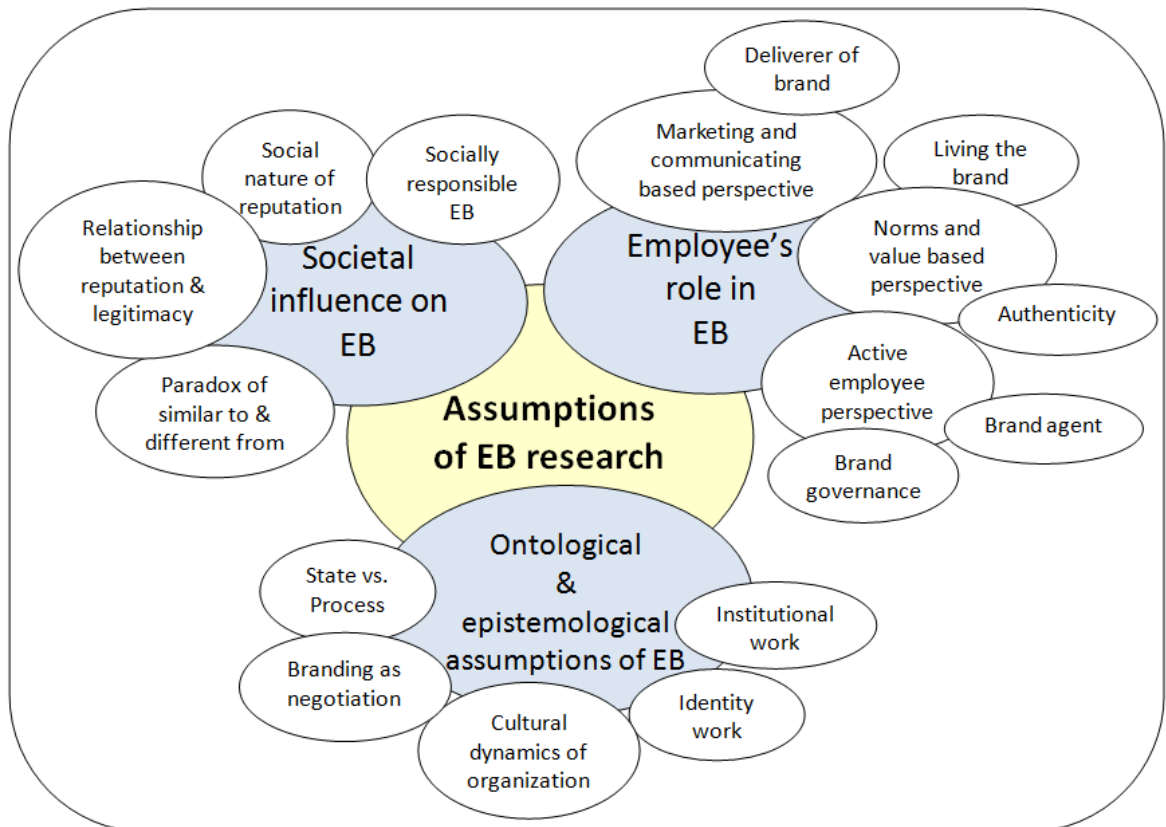 Deliverer of
brand
Marketing and
communicating
based perspective
Living the
brand
Social
nature of
reputation
Socially
responsible
EB
Relationship
between
reputation &
legitimacy
Societal
influence on
EB
Employee’s
role in
EB
Norms and
value based
perspective
Authenticity
Paradox of
similar to &
different from
Active
employee
perspective
Brand agent
Brand
governance
Assumptions
of EB research
Ontological
&
epistemological
assumptions of EB
State vs.
Process
Institutional
work
Branding as
negotiation
Identity
work
Cultural
dynamics of
organization